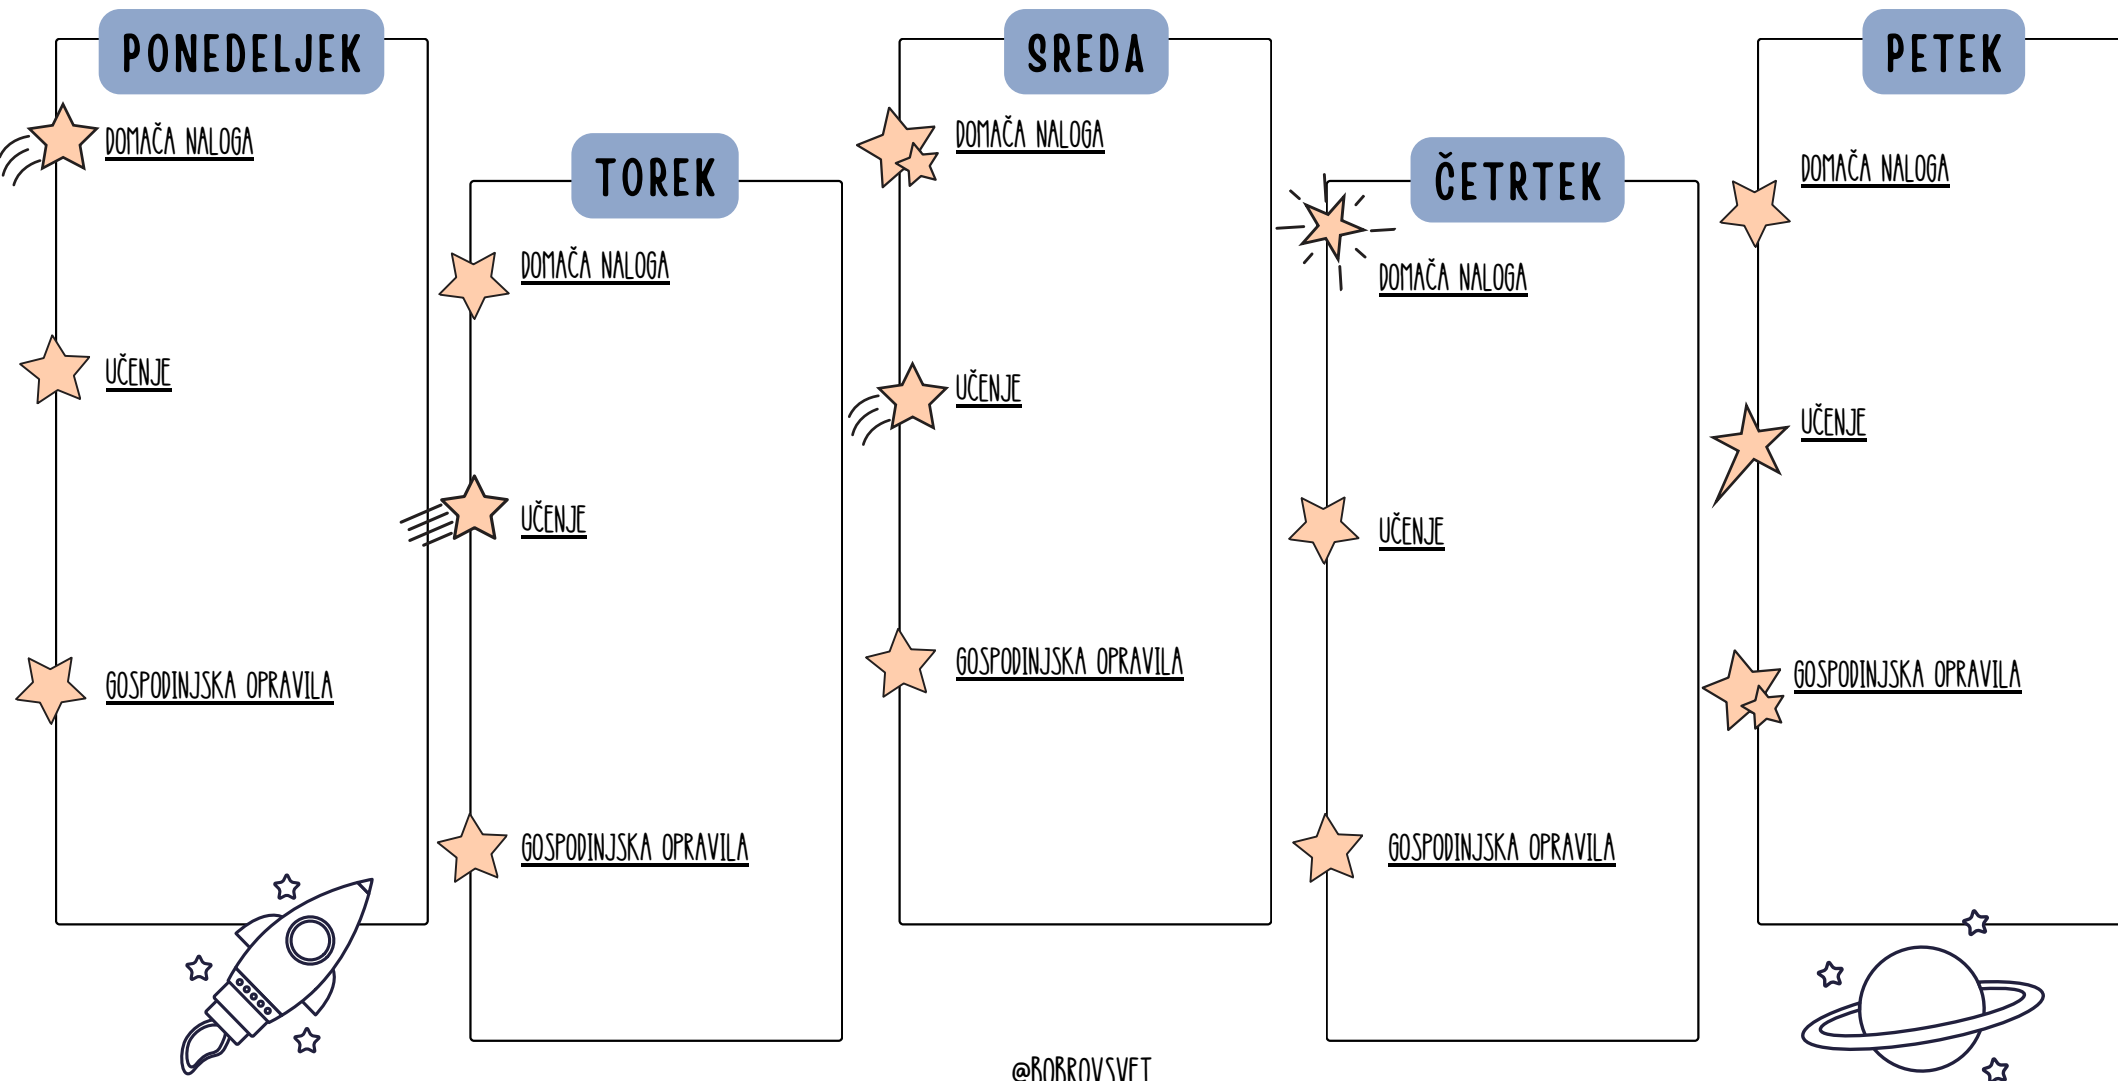 PONEDELJEK
DOMAČA NALOGA
UČENJE
GOSPODINJSKA OPRAVILA
TOREK
DOMAČA NALOGA
UČENJE
GOSPODINJSKA OPRAVILA
SREDA
DOMAČA NALOGA
UČENJE
GOSPODINJSKA OPRAVILA
ČETRTEK
DOMAČA NALOGA
UČENJE
GOSPODINJSKA OPRAVILA
PETEK
DOMAČA NALOGA
UČENJE
GOSPODINJSKA OPRAVILA
@BOBROVSVET